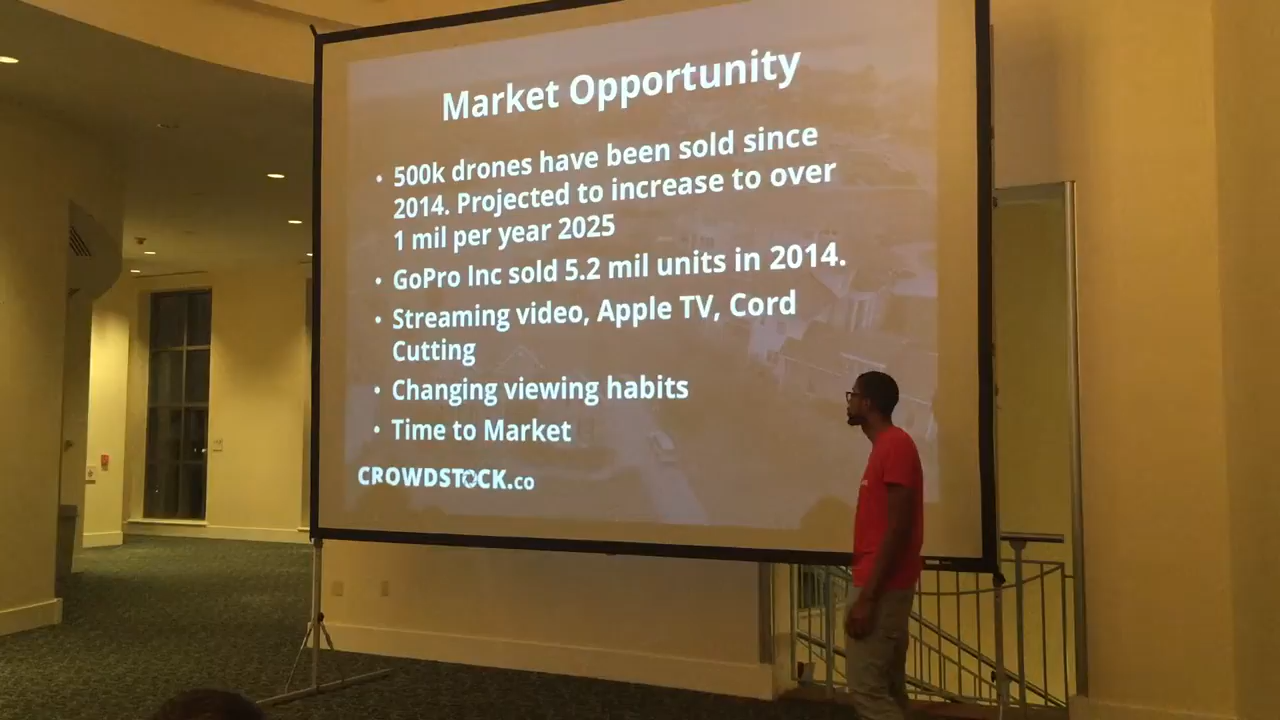 Market Opportunity
• 500k drones have been sold since
2014. Projected to increase to over
1 mil per year 2025
• GoPro Inc sold 5.2 mil units in 2014.
• Streaming video, Apple TV, Cord
Cutting
• Changing viewing habits
• Time to Market
CROWDSTOCK.co